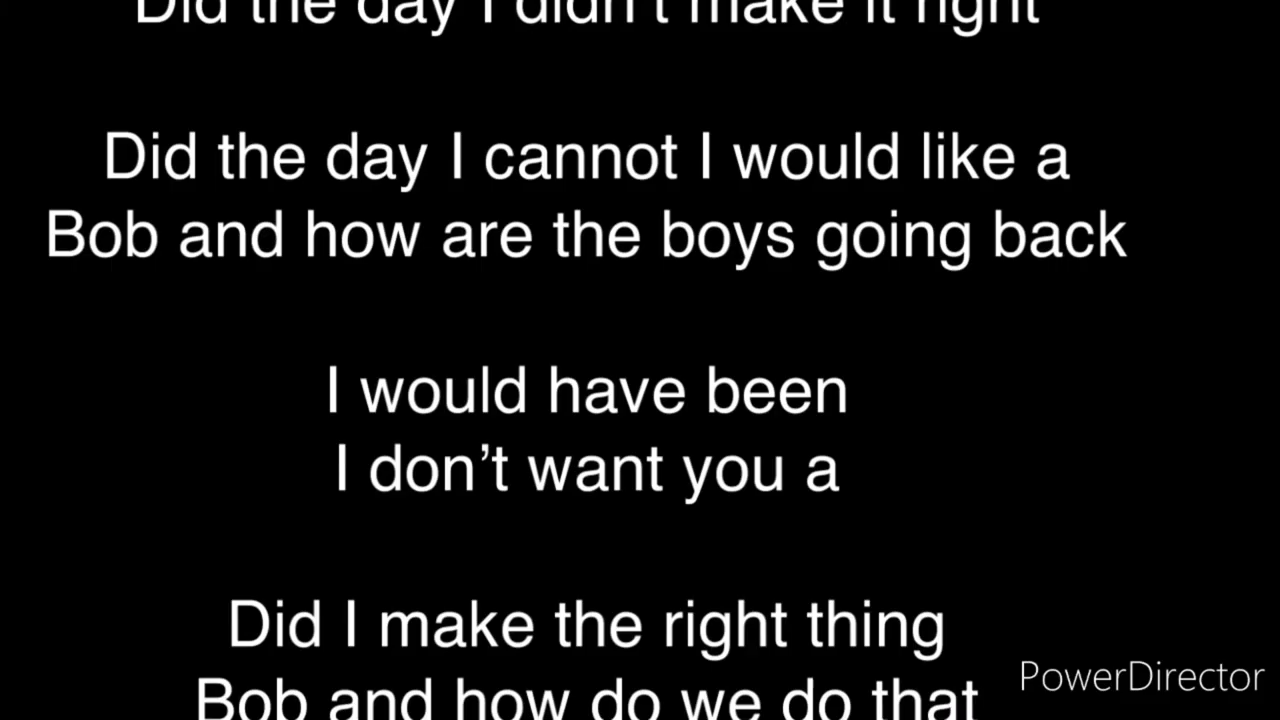 Did the day I didn't make it right
Did the day I cannot I would like a
Bob and how are the boys going back
I would have been
I don’t want you a
Did I make the right thing
Bob and how do we do that
PowerDirector